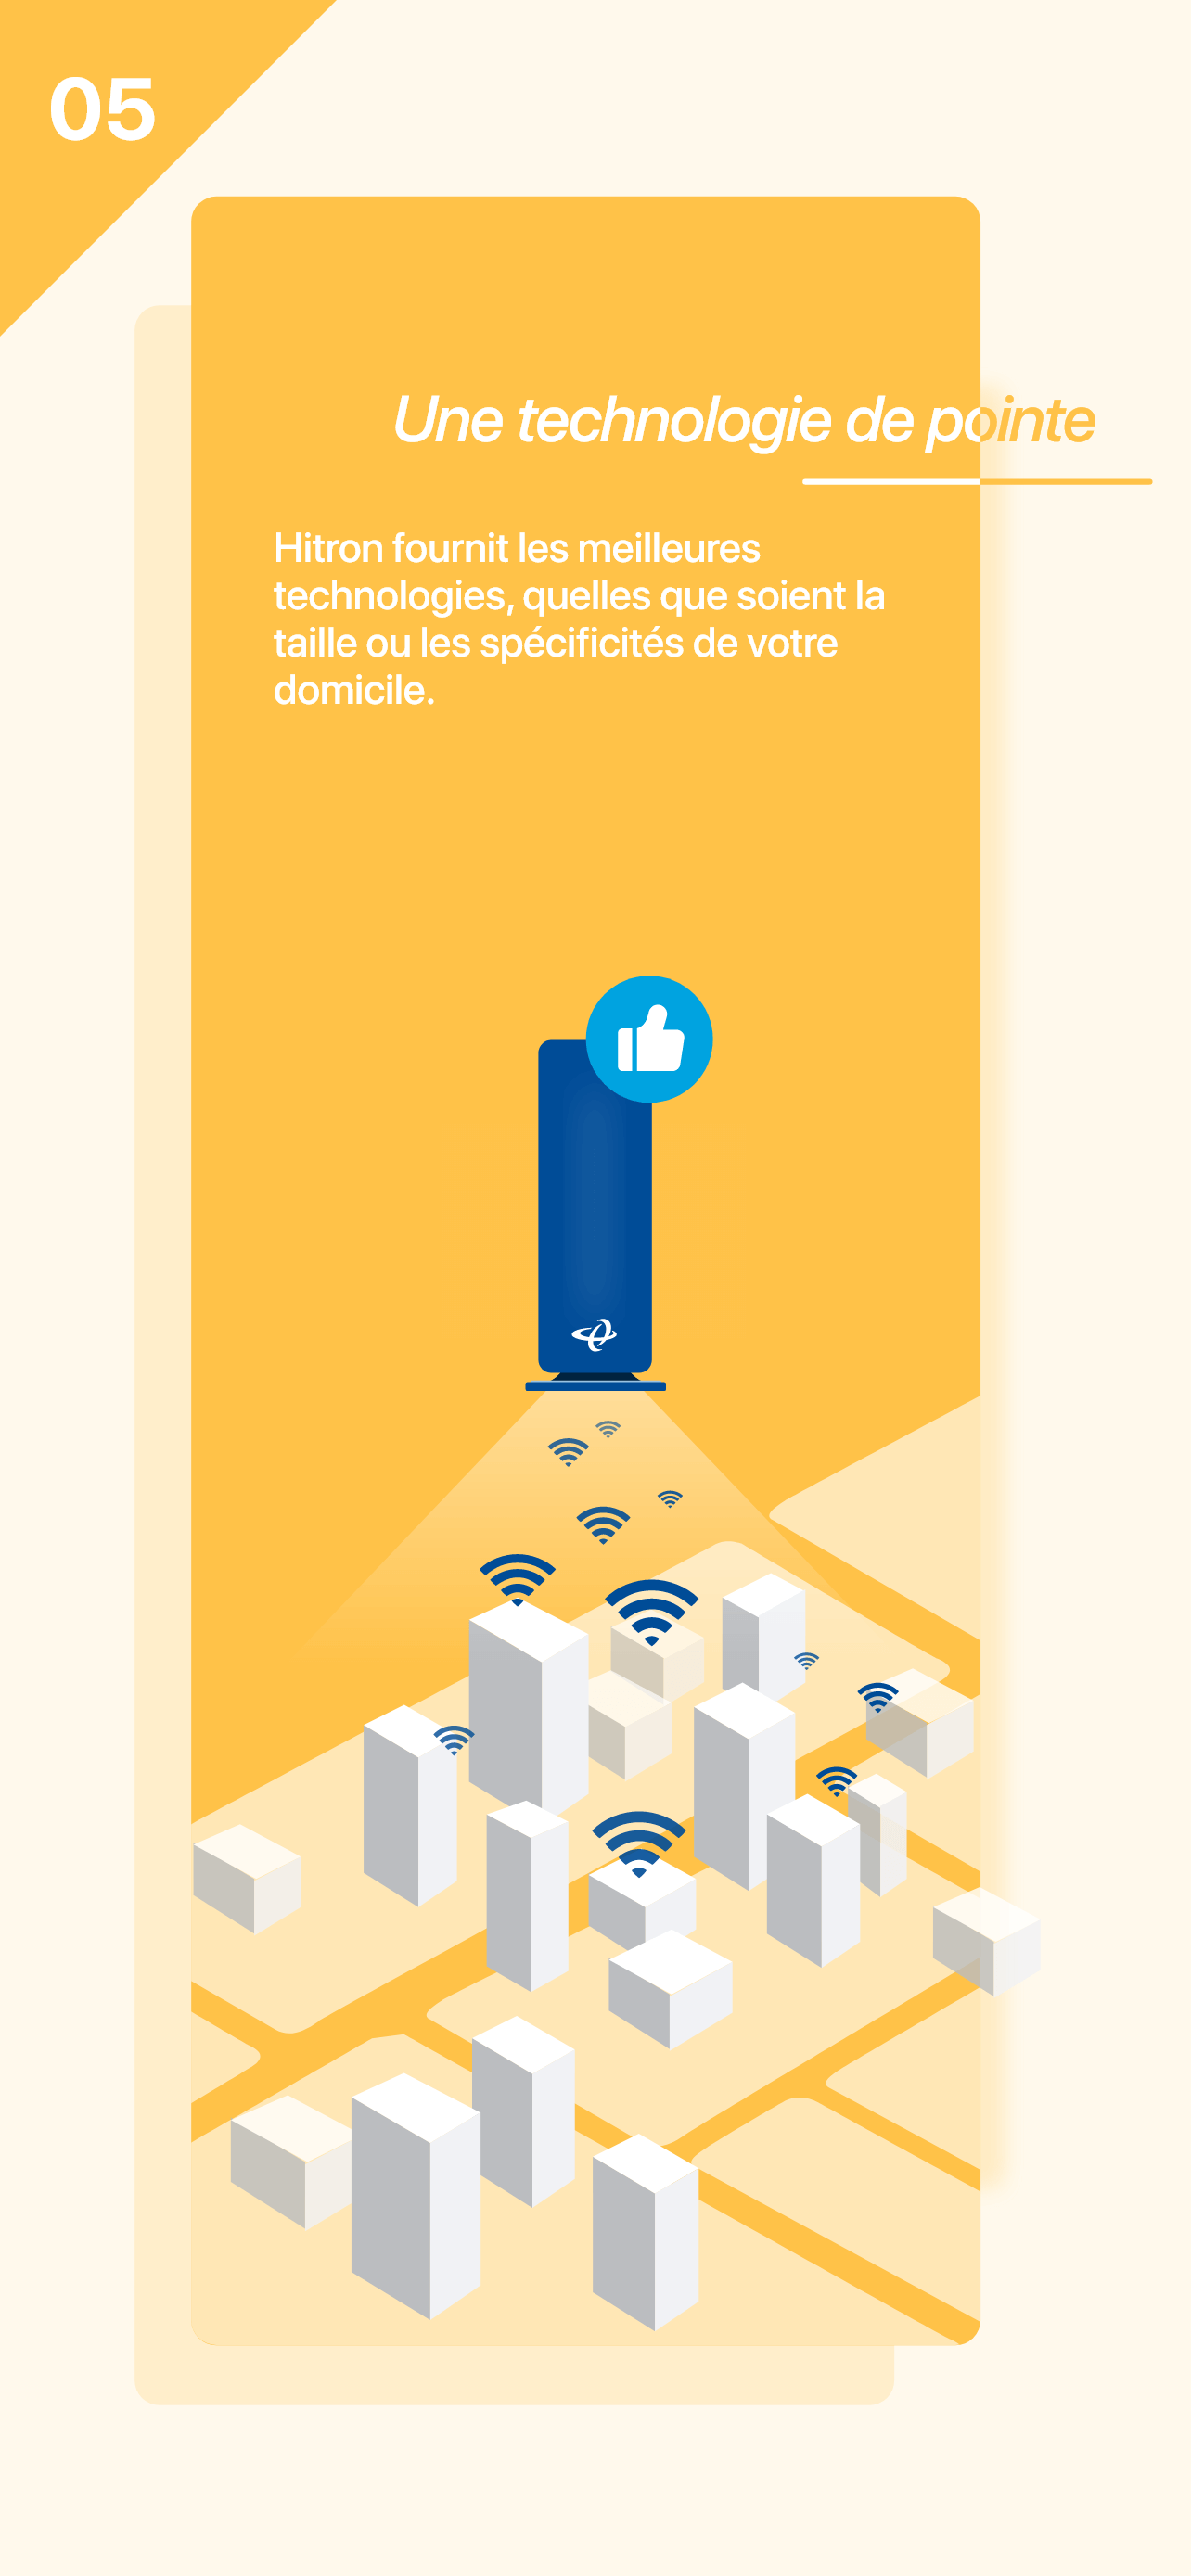 05
Une technologie de pointe
Hitron fournit les meilleures
technologies, quelles que soient la
taille ou les spécificités de votre
domicile.